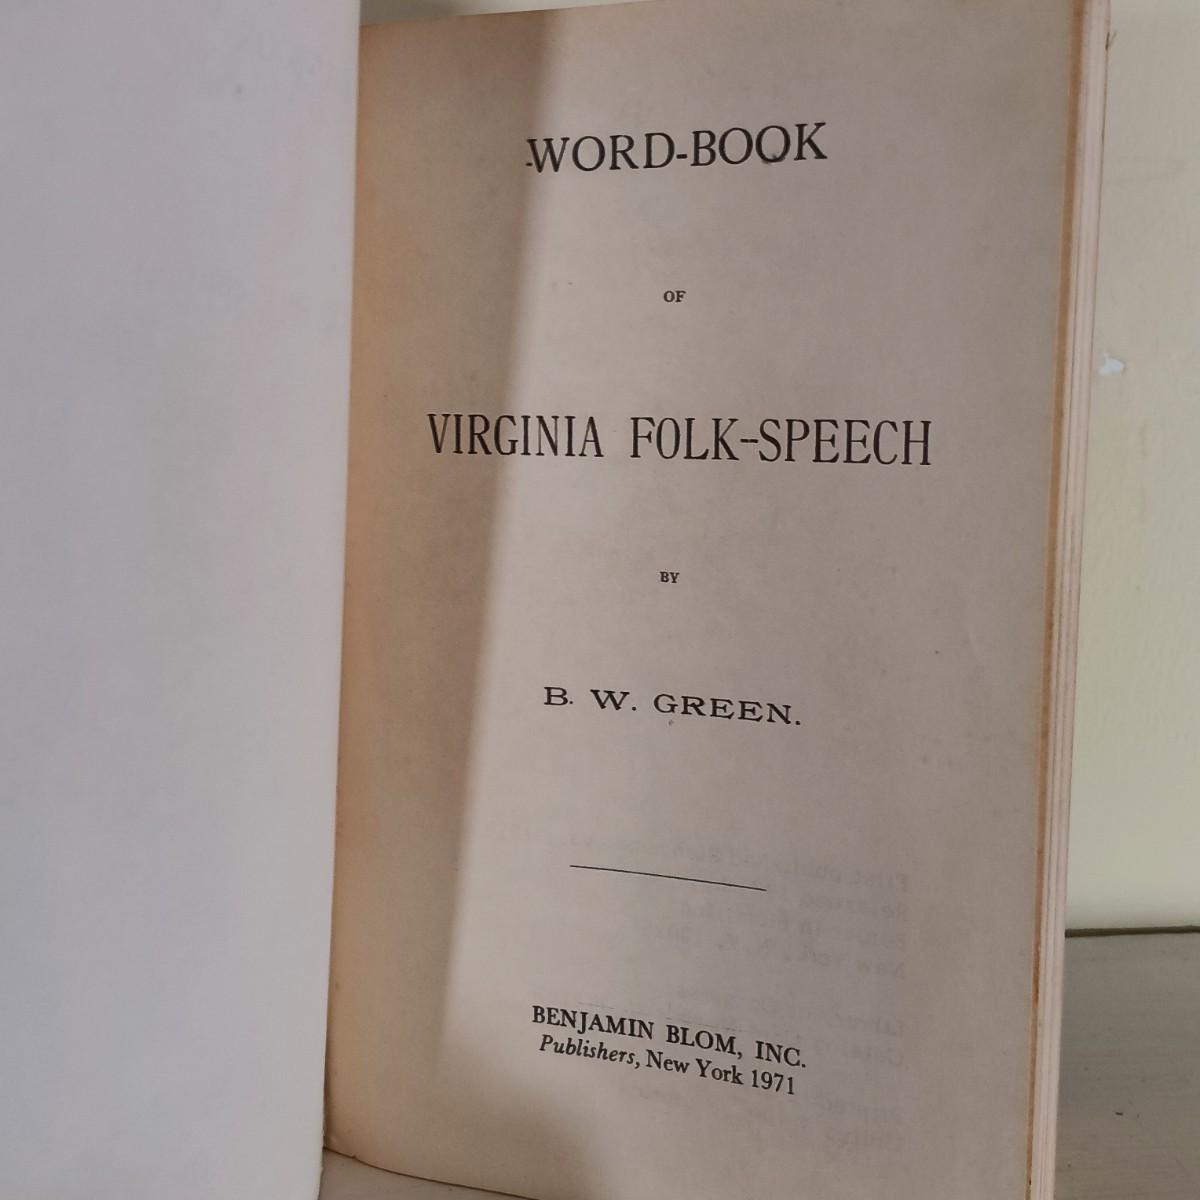 WORD-BOOK
OF
VIRGINIA FOLK-SPEECH
BY
B. W. GREEN.
BENJAMIN BLOM, INC.
Publishers, New York 1971